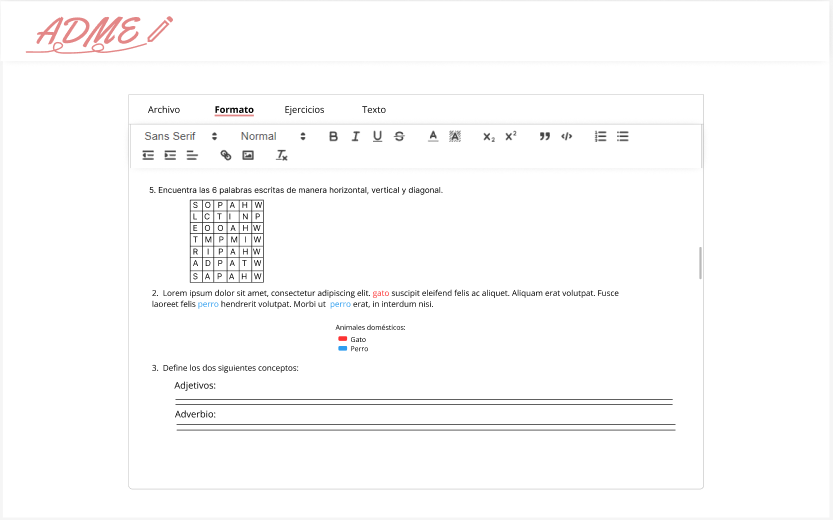 ADME
Archivo Formato Ejercicios Texto
Sans Serif Normal B I U S A A X₂ X² ” </>
5. Encuentra las 6 palabras escritas de manera horizontal, vertical y diagonal.
S O P A H W
L C T I N P
E O O A H W
T M P M I W
R I P A H W
A D P A T W
S A P A H W
2. Lorem ipsum dolor sit amet, consectetur adipiscing elit. gato suscipit eleifend felis ac aliquet. Aliquam erat volutpat. Fusce
laoreet felis perro hendrerit volutpat. Morbi ut perro erat, in interdum nisi.
Animales domésticos:
Gato
Perro
3. Define los dos siguientes conceptos:
Adjetivos:
Adverbio: